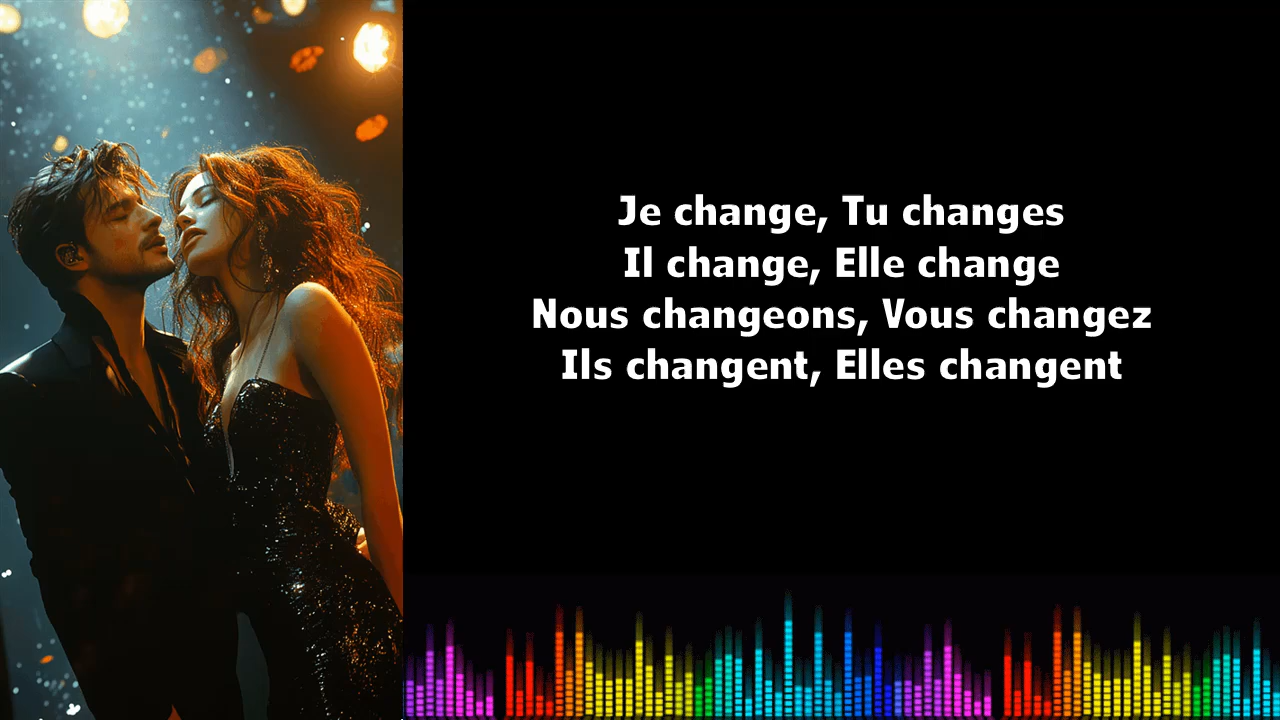 Je change, Tu changes
Il change, Elle change
Nous changeons, Vous changez
Ils changent, Elles changent